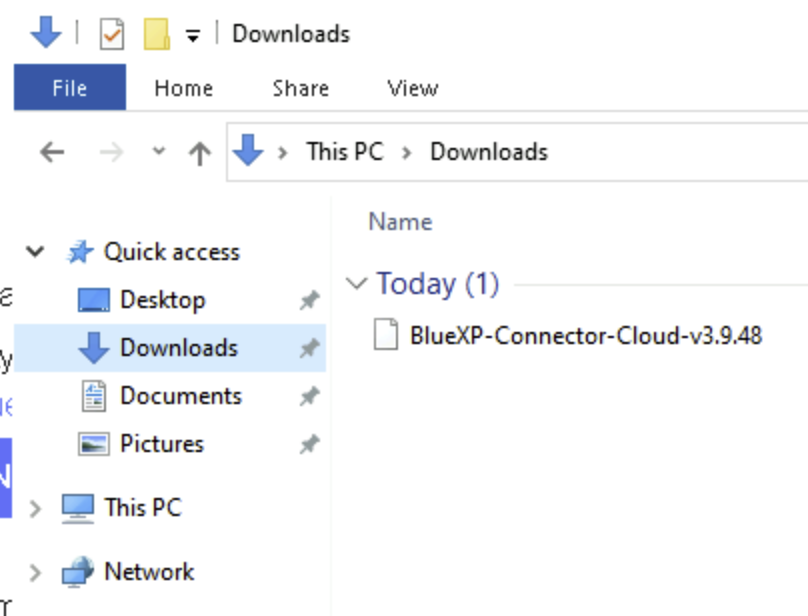 Downloads
File Home Share View
This PC Downloads
Name
Quick access
Today (1)
Desktop
BlueXP-Connector-Cloud-v3.9.48
Downloads
Documents
Pictures
This PC
Network